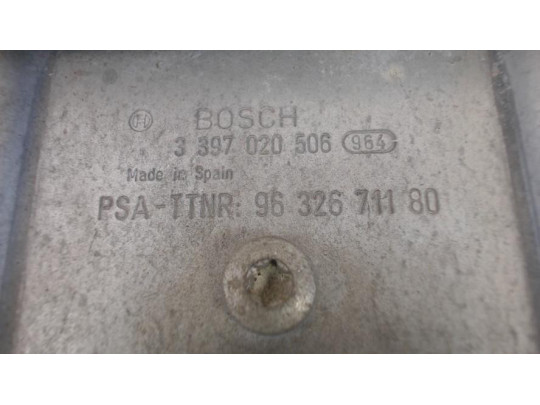 BOSCH
3 397 020 506 964
Made in Spain
PSA-TTNR: 96 326 711 80